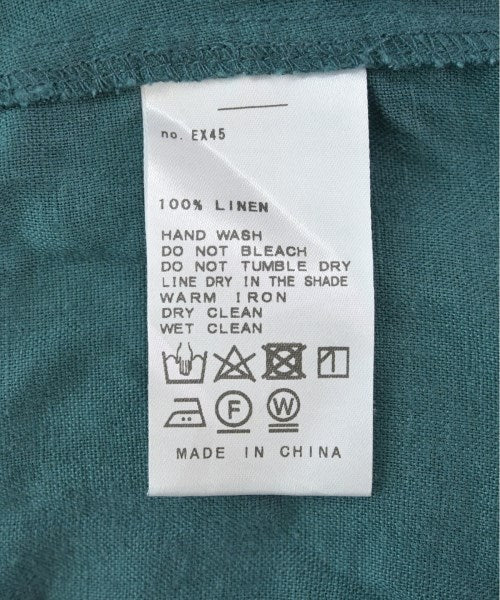 no. EX45
100% LINEN
HAND WASH
DO NOT BLEACH
DO NOT TUMBLE DRY
LINE DRY IN THE SHADE
WARM IRON
DRY CLEAN
WET CLEAN
F W
MADE IN CHINA